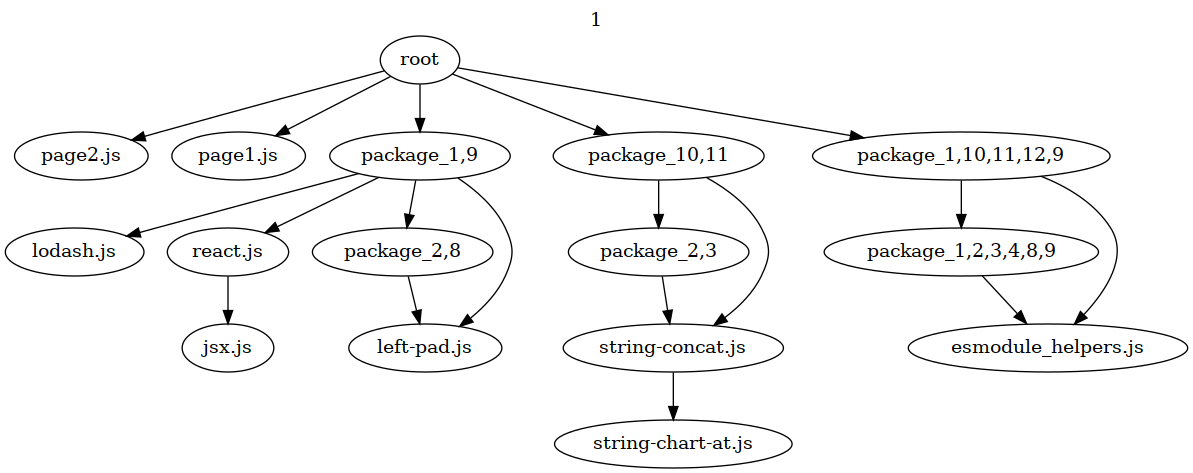 1
root
page2.js
page1.js
package_1,9
package_10,11
package_1,10,11,12,9
lodash.js
react.js
package_2,8
package_2,3
package_1,2,3,4,8,9
jsx.js
left-pad.js
string-concat.js
esmodule_helpers.js
string-chart-at.js